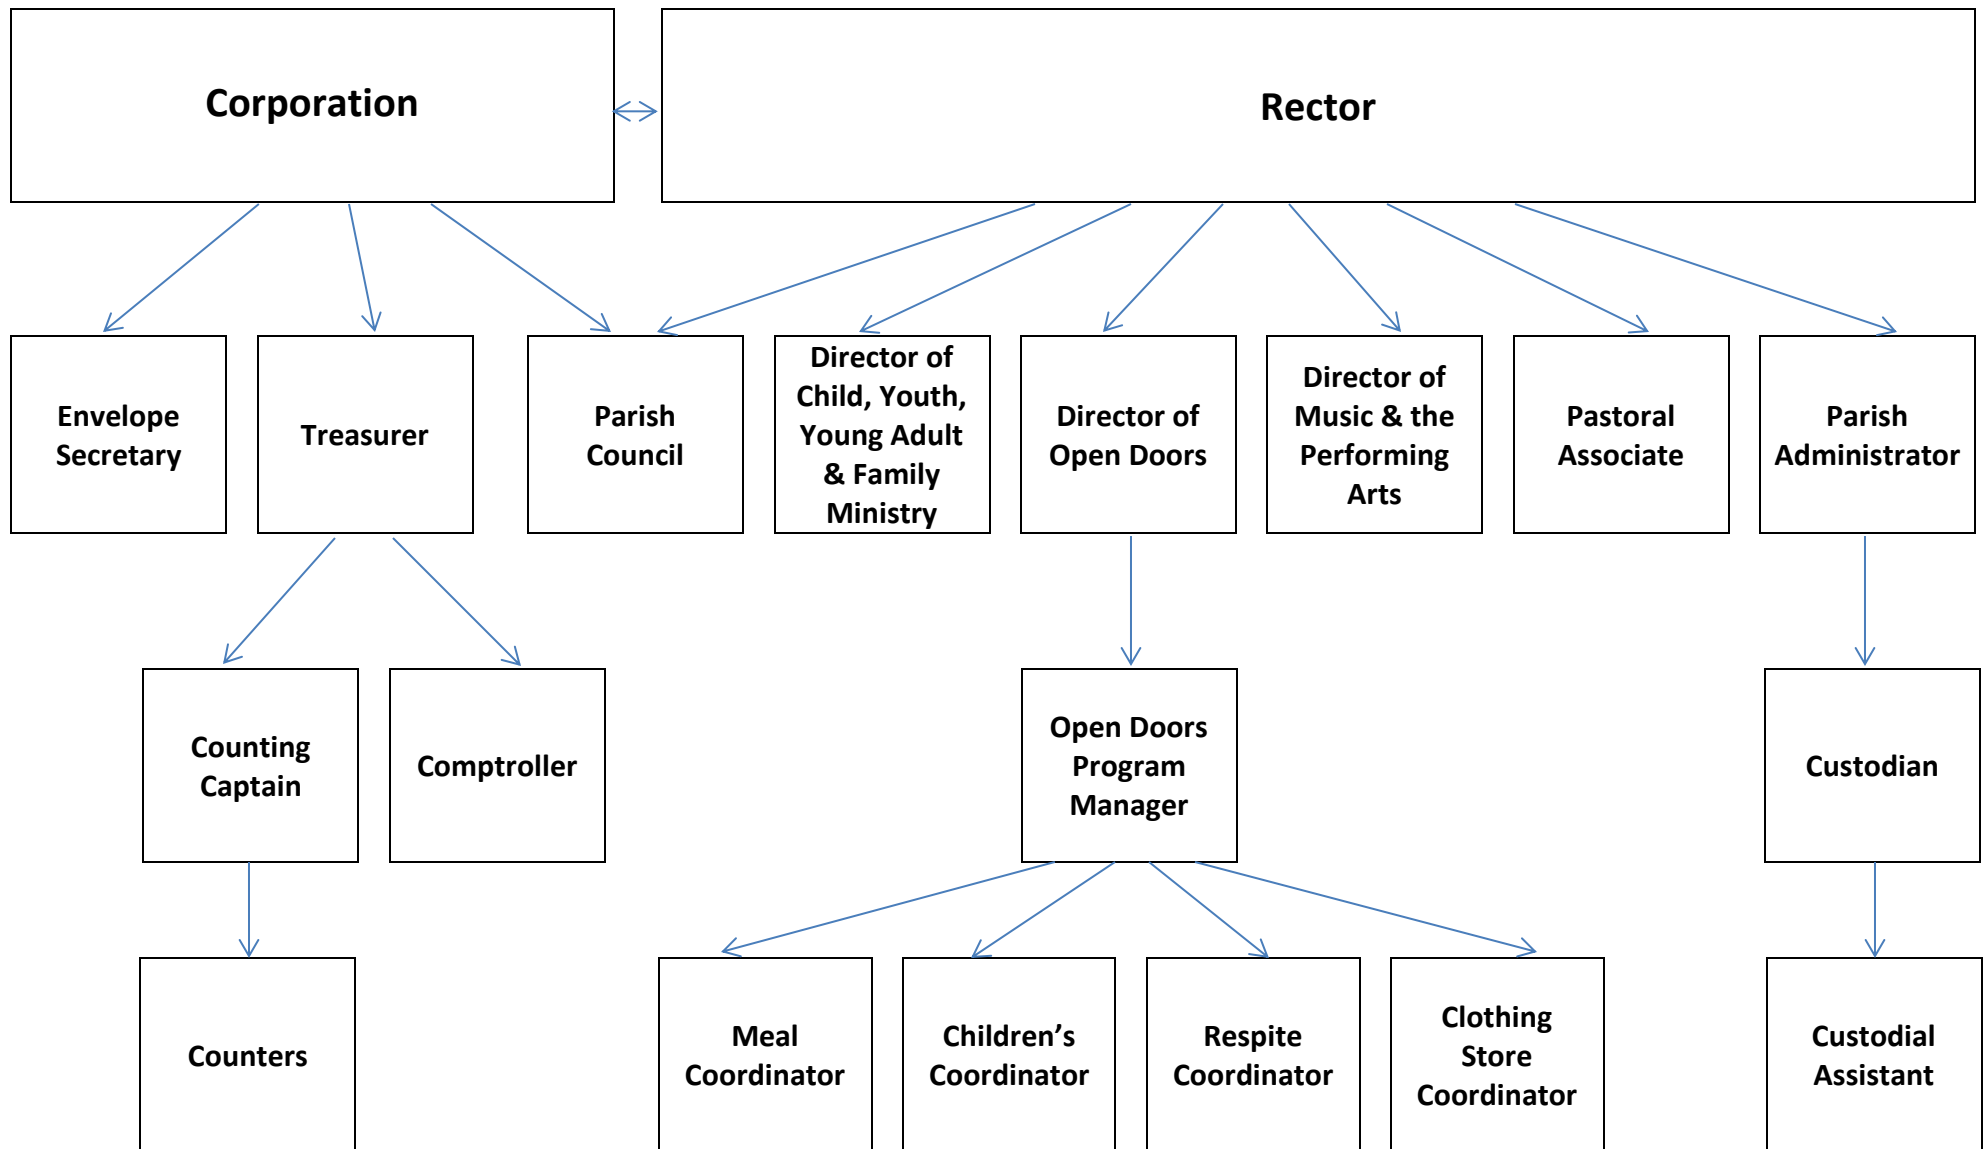 Corporation
Rector
Envelope
Secretary
Treasurer
Parish
Council
Director of
Child, Youth,
Young Adult
& Family
Ministry
Director of
Open Doors
Director of
Music & the
Performing
Arts
Pastoral
Associate
Parish
Administrator
Counting
Captain
Comptroller
Open Doors
Program
Manager
Custodian
Counters
Meal
Coordinator
Children’s
Coordinator
Respite
Coordinator
Clothing
Store
Coordinator
Custodial
Assistant